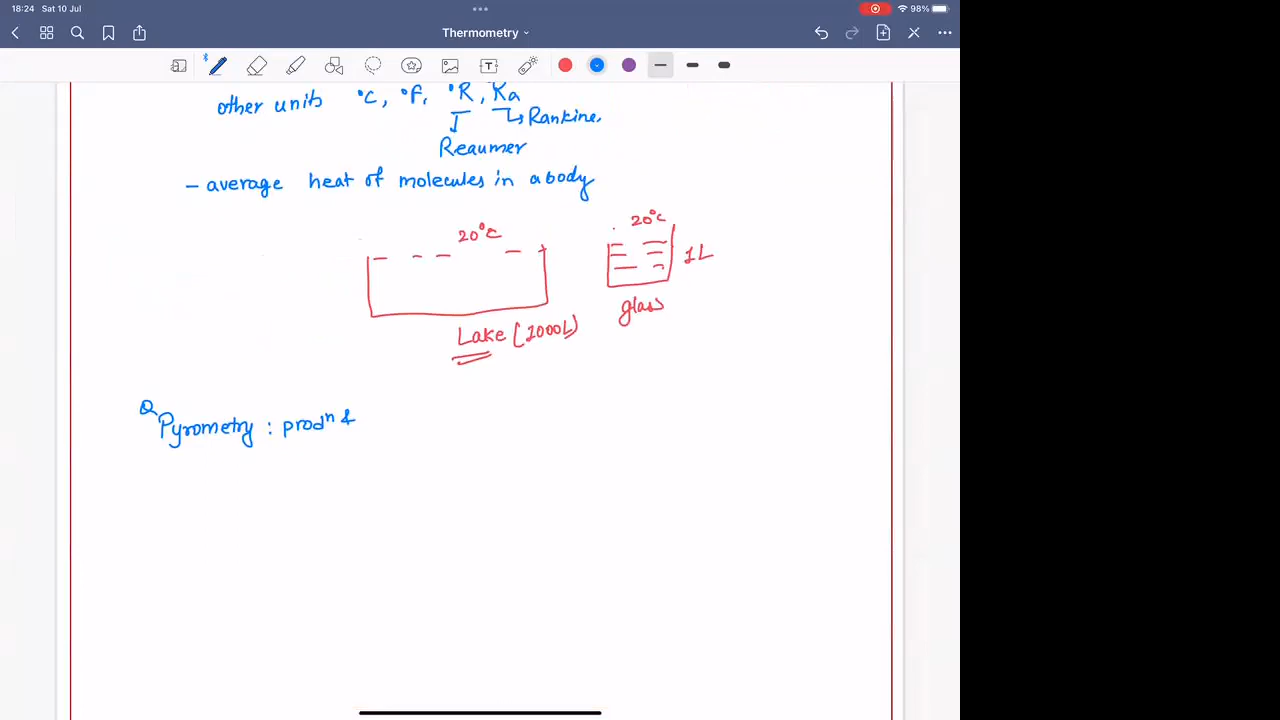 18:24 Sat 10 Jul
98%
Thermometry
other units °C, °F, °R, Ka
Rankine.
Reaumer
- average heat of molecules in a body
20°C
20°C
1L
glass
Lake (1000L)
Q
Pyrometry : prodⁿ &